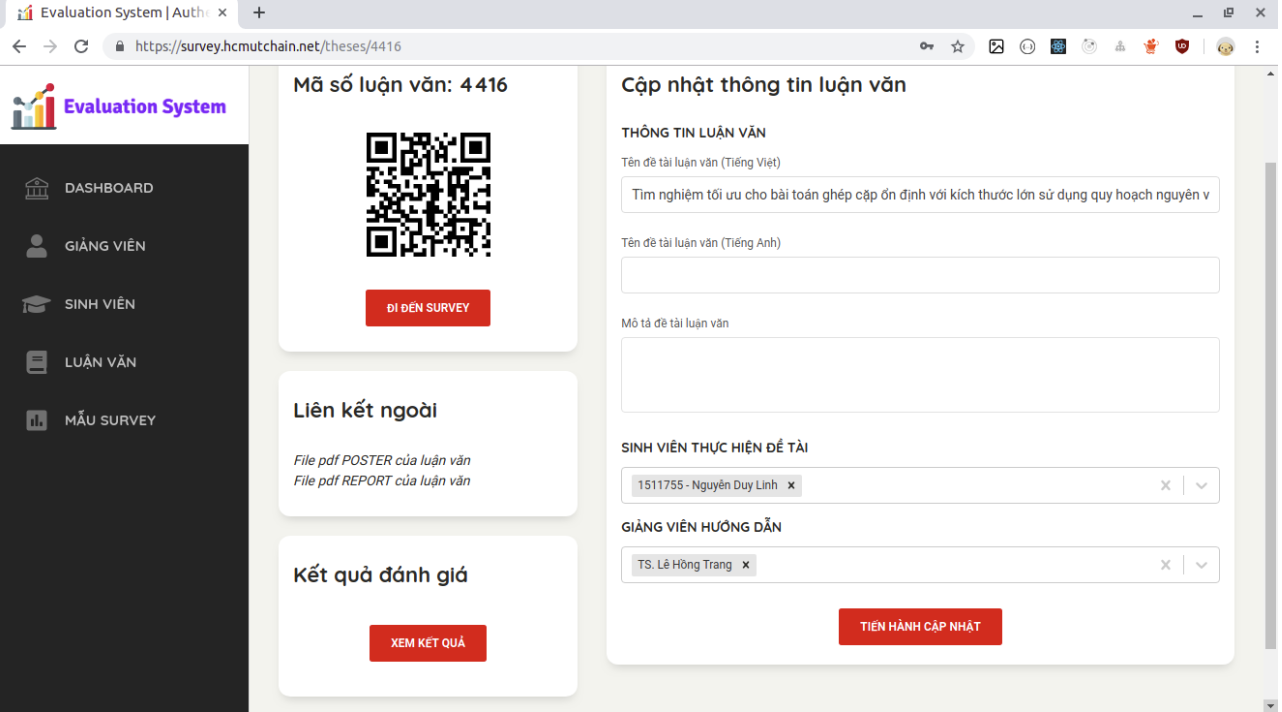 Evaluation System | Authe
https://survey.hcmutchain.net/theses/4416
Evaluation System
DASHBOARD
GIẢNG VIÊN
SINH VIÊN
LUẬN VĂN
MẪU SURVEY
Mã số luận văn: 4416
ĐI ĐẾN SURVEY
Liên kết ngoài
File pdf POSTER của luận văn
File pdf REPORT của luận văn
Kết quả đánh giá
XEM KẾT QUẢ
Cập nhật thông tin luận văn
THÔNG TIN LUẬN VĂN
Tên đề tài luận văn (Tiếng Việt)
Tìm nghiệm tối ưu cho bài toán ghép cặp ổn định với kích thước lớn sử dụng quy hoạch nguyên v
Tên đề tài luận văn (Tiếng Anh)
Mô tả đề tài luận văn
SINH VIÊN THỰC HIỆN ĐỀ TÀI
1511755 - Nguyễn Duy Linh
GIẢNG VIÊN HƯỚNG DẪN
TS. Lê Hồng Trang
TIẾN HÀNH CẬP NHẬT